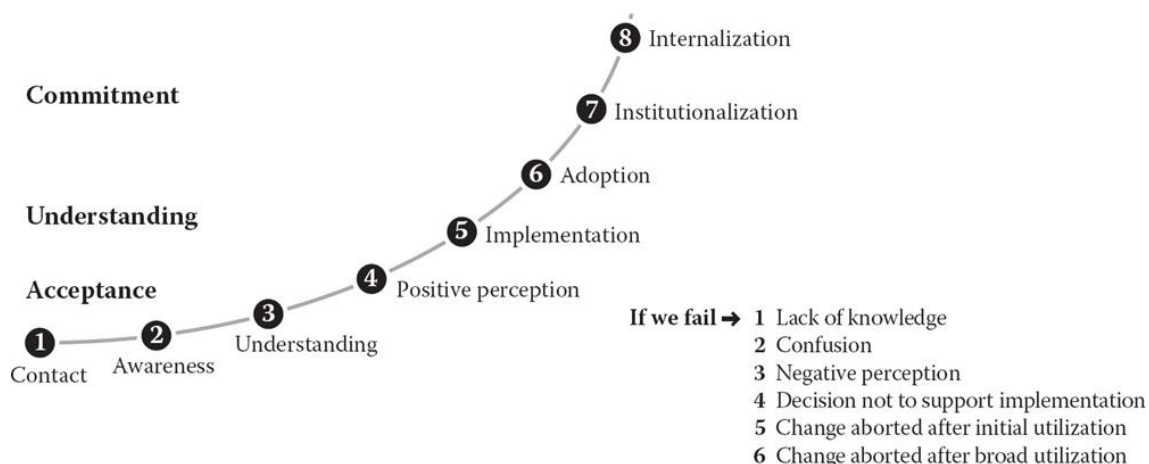 8 Internalization
Commitment
7 Institutionalization
6 Adoption
Understanding
5 Implementation
Acceptance
4 Positive perception
3
Understanding
2
Awareness
1
Contact
If we fail → 1 Lack of knowledge
2 Confusion
3 Negative perception
4 Decision not to support implementation
5 Change aborted after initial utilization
6 Change aborted after broad utilization